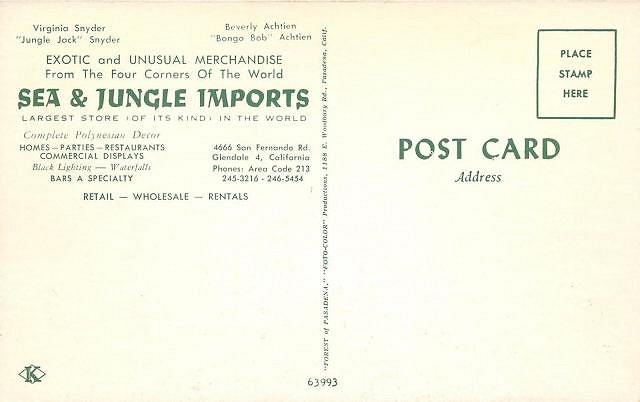 Virginia Snyder
"Jungle Jack" Snyder
Beverly Achtien
"Bongo Bob" Achtien
EXOTIC and UNUSUAL MERCHANDISE
From The Four Corners Of The World
SEA & JUNGLE IMPORTS
LARGEST STORE (OF ITS KIND) IN THE WORLD
Complete Polynesian Decor
HOMES—PARTIES—RESTAURANTS
COMMERCIAL DISPLAYS
Black Lighting — Waterfalls
BARS A SPECIALTY
4666 San Fernando Rd.
Glendale 4, California
Phones: Area Code 213
245-3216 - 246-5454
RETAIL — WHOLESALE — RENTALS
"FOREST of PASADENA," "FOTO-COLOR" Productions, 1188 E. Woodbury Rd., Pasadena, Calif.
PLACE
STAMP
HERE
POST CARD
Address
K
63993